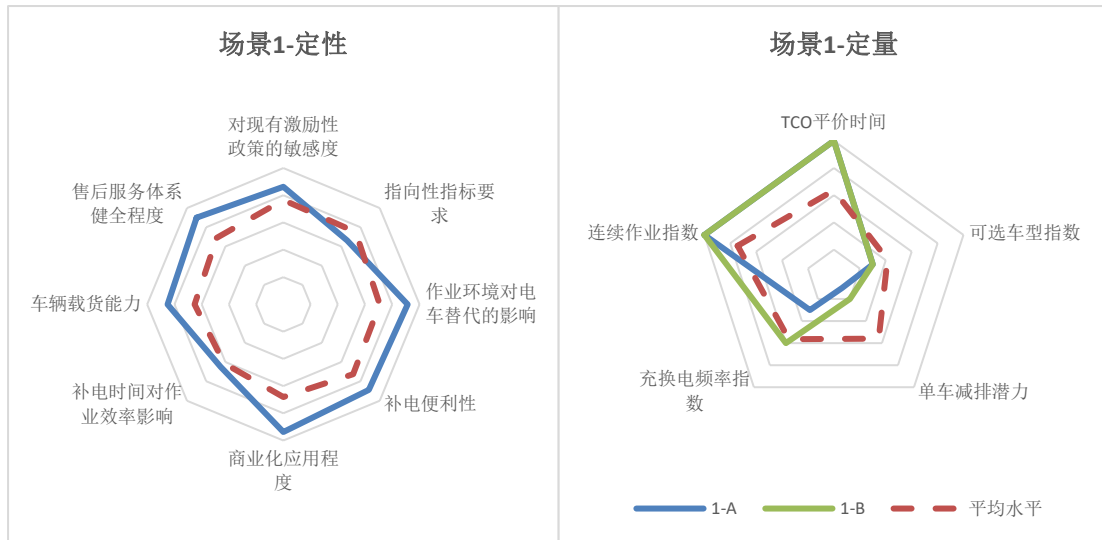 场景1-定性
对现有激励性
政策的敏感度
指向性指标要
求
作业环境对电
车替代的影响
补电便利性
商业化应用程
度
补电时间对作
业效率影响
车辆载货能力
售后服务体系
健全程度
场景1-定量
TCO平价时间
可选车型指数
单车减排潜力
充换电频率指
数
连续作业指数
1-A
1-B
平均水平